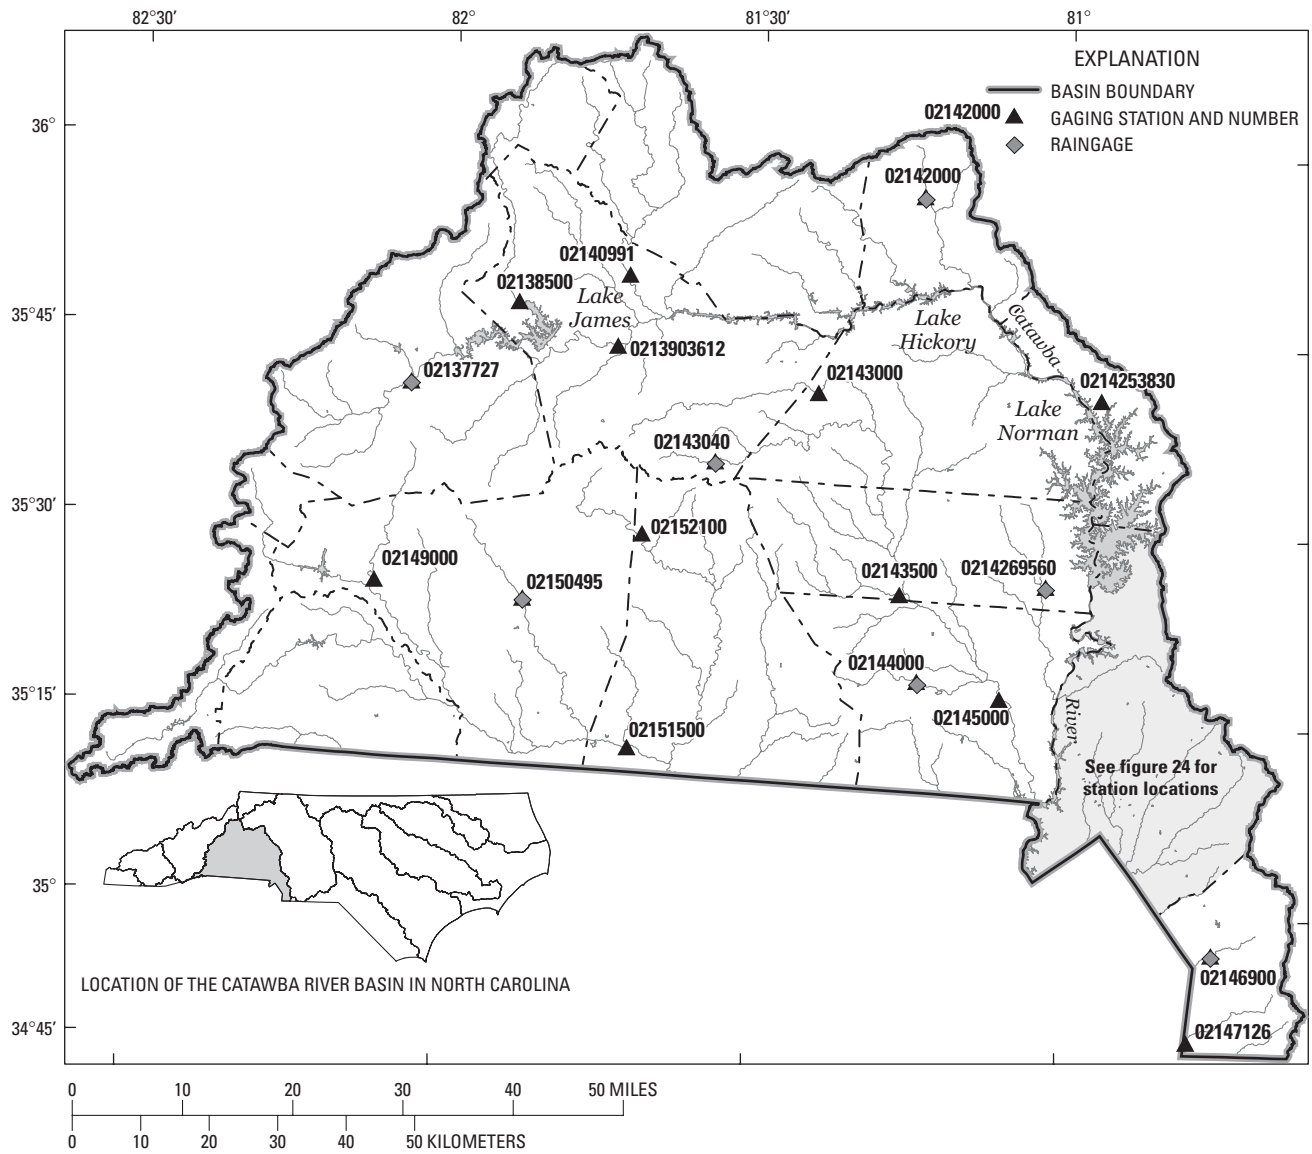 82°30'
82°
81°30'
81°
EXPLANATION
BASIN BOUNDARY
02142000
GAGING STATION AND NUMBER
RAINGAGE
36°
02142000
02140991
02138500
Lake
James
35°45'
Lake
Hickory
Catawba
0213903612
02137727
02143000
0214253830
Lake
Norman
02143040
35°30'
02152100
02149000
02150495
02143500
0214269560
02144000
35°15'
02145000
River
02151500
See figure 24 for
station locations
35°
LOCATION OF THE CATAWBA RIVER BASIN IN NORTH CAROLINA
02146900
34°45'
02147126
0 10 20 30 40 50 MILES
0 10 20 30 40 50 KILOMETERS